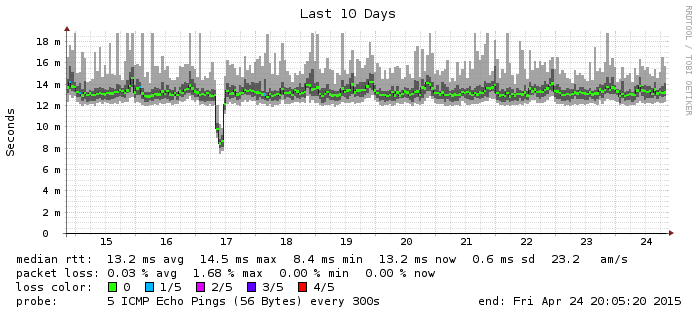 Last 10 Days
RRDTOOL / TOBI OETIKER
Seconds
18 m
16 m
14 m
12 m
10 m
8 m
6 m
4 m
2 m
0
15 16 17 18 19 20 21 22 23 24
median rtt: 13.2 ms avg 14.5 ms max 8.4 ms min 13.2 ms now 0.6 ms sd 23.2 am/s
packet loss: 0.03 % avg 1.68 % max 0.00 % min 0.00 % now
loss color: 0 1/5 2/5 3/5 4/5
probe: 5 ICMP Echo Pings (56 Bytes) every 300s end: Fri Apr 24 20:05:20 2015